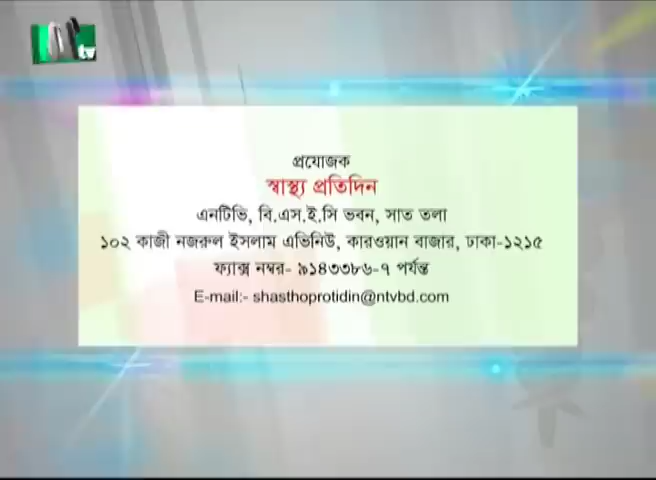 tv
প্রযোজক
স্বাস্থ্য প্রতিদিন
এনটিভি, বি.এস.ই.সি ভবন, সাত তলা
১০২ কাজী নজরুল ইসলাম এভিনিউ, কারওয়ান বাজার, ঢাকা-১২১৫
ফ্যাক্স নম্বর- ৯১৪৩৩৮৬-৭ পর্যন্ত
E-mail:- shasthoprotidin@ntvbd.com